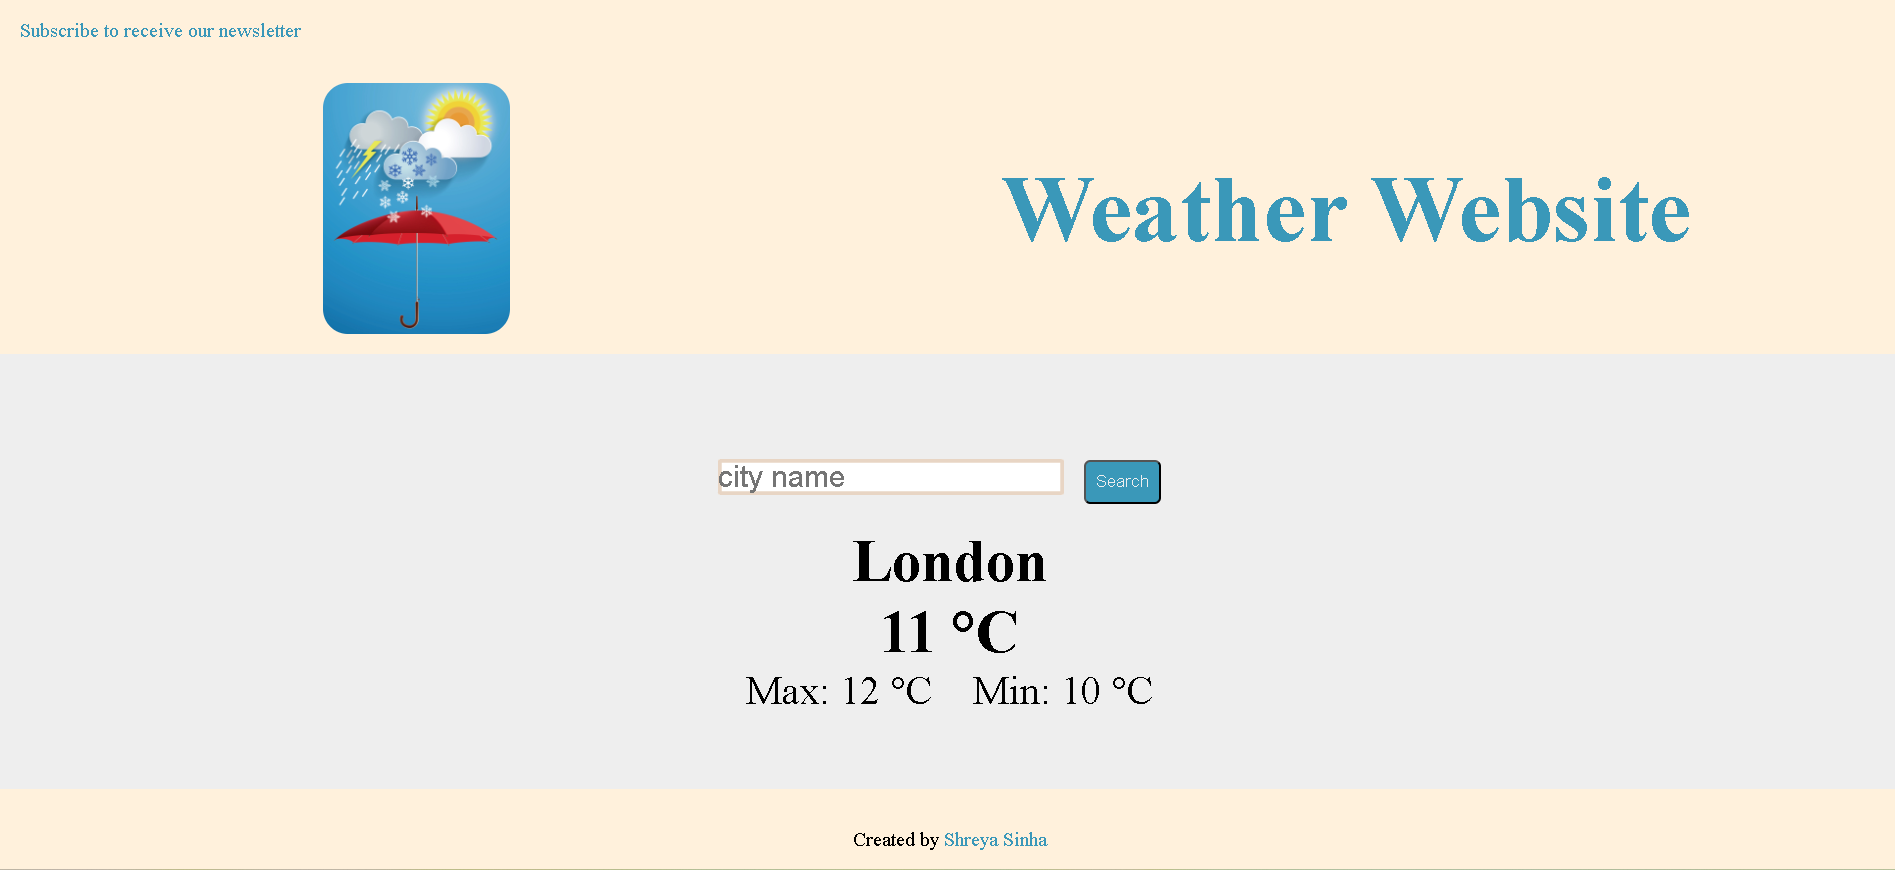 Subscribe to receive our newsletter
Weather Website
city name
Search
London
11 °C
Max: 12 °C Min: 10 °C
Created by Shreya Sinha